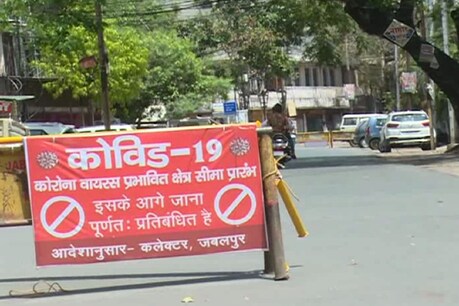 कोविड-19
कोरोना वायरस प्रभावित क्षेत्र सीमा प्रारंभ
इसके आगे जाना
पूर्णतः प्रतिबंधित है
आदेशानुसार - कलेक्टर, जबलपुर